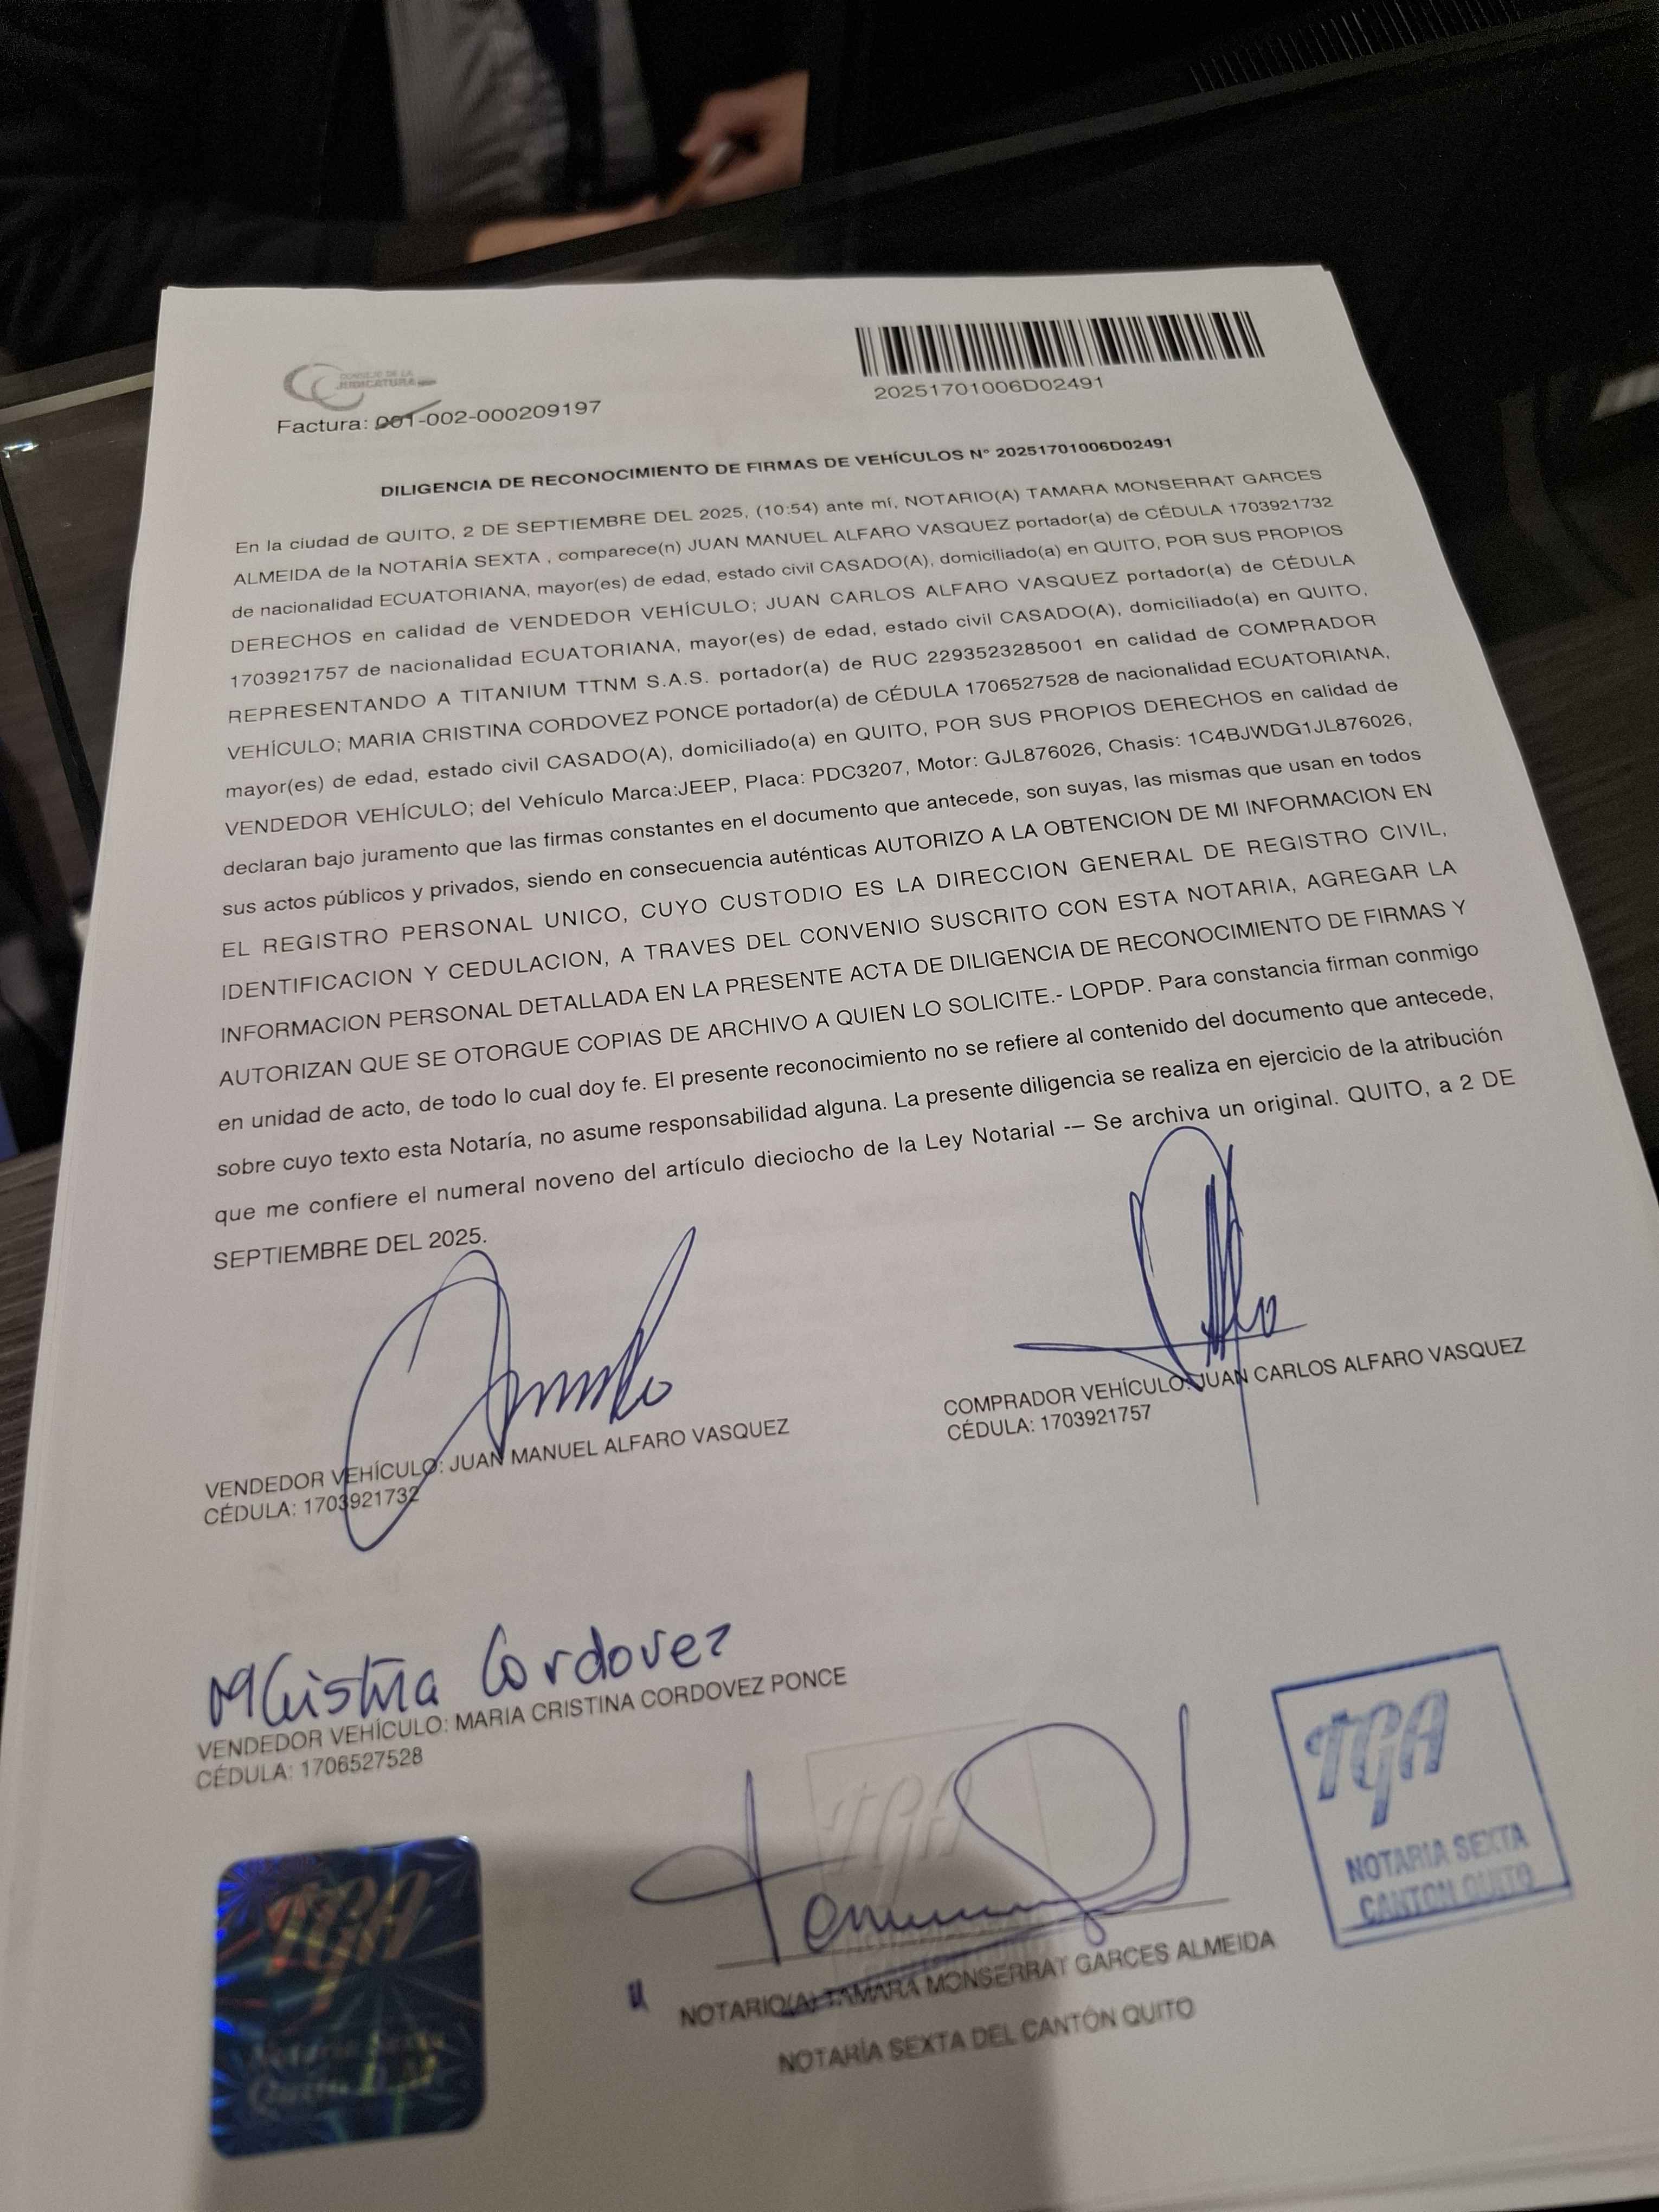 CONSEJO DE LA
JUDICATURA
Factura: 001-002-000209197
20251701006D02491
DILIGENCIA DE RECONOCIMIENTO DE FIRMAS DE VEHÍCULOS N° 20251701006D02491
En la ciudad de QUITO, 2 DE SEPTIEMBRE DEL 2025, (10:54) ante mí, NOTARIO(A) TAMARA MONSERRAT GARCES
ALMEIDA de la NOTARÍA SEXTA , comparece(n) JUAN MANUEL ALFARO VASQUEZ portador(a) de CÉDULA 1703921732
de nacionalidad ECUATORIANA, mayor(es) de edad, estado civil CASADO(A), domiciliado(a) en QUITO, POR SUS PROPIOS
DERECHOS en calidad de VENDEDOR VEHÍCULO; JUAN CARLOS ALFARO VASQUEZ portador(a) de CÉDULA
1703921757 de nacionalidad ECUATORIANA, mayor(es) de edad, estado civil CASADO(A), domiciliado(a) en QUITO,
REPRESENTANDO A TITANIUM TTNM S.A.S. portador(a) de RUC 2293523285001 en calidad de COMPRADOR
VEHÍCULO; MARIA CRISTINA CORDOVEZ PONCE portador(a) de CÉDULA 1706527528 de nacionalidad ECUATORIANA,
mayor(es) de edad, estado civil CASADO(A), domiciliado(a) en QUITO, POR SUS PROPIOS DERECHOS en calidad de
VENDEDOR VEHÍCULO; del Vehículo Marca:JEEP, Placa: PDC3207, Motor: GJL876026, Chasis: 1C4BJWDG1JL876026,
declaran bajo juramento que las firmas constantes en el documento que antecede, son suyas, las mismas que usan en todos
sus actos públicos y privados, siendo en consecuencia auténticas AUTORIZO A LA OBTENCION DE MI INFORMACION EN
EL REGISTRO PERSONAL UNICO, CUYO CUSTODIO ES LA DIRECCION GENERAL DE REGISTRO CIVIL,
IDENTIFICACION Y CEDULACION, A TRAVES DEL CONVENIO SUSCRITO CON ESTA NOTARIA, AGREGAR LA
INFORMACION PERSONAL DETALLADA EN LA PRESENTE ACTA DE DILIGENCIA DE RECONOCIMIENTO DE FIRMAS Y
AUTORIZAN QUE SE OTORGUE COPIAS DE ARCHIVO A QUIEN LO SOLICITE.- LOPDP. Para constancia firman conmigo
en unidad de acto, de todo lo cual doy fe. El presente reconocimiento no se refiere al contenido del documento que antecede,
sobre cuyo texto esta Notaría, no asume responsabilidad alguna. La presente diligencia se realiza en ejercicio de la atribución
que me confiere el numeral noveno del artículo dieciocho de la Ley Notarial -– Se archiva un original. QUITO, a 2 DE
SEPTIEMBRE DEL 2025.
VENDEDOR VEHÍCULO: JUAN MANUEL ALFARO VASQUEZ
CÉDULA: 1703921732
COMPRADOR VEHÍCULO: JUAN CARLOS ALFARO VASQUEZ
CÉDULA: 1703921757
MCristina Cordovez
VENDEDOR VEHÍCULO: MARIA CRISTINA CORDOVEZ PONCE
CÉDULA: 1706527528
TGA
Notaría Sexta
Quito D.M.
TGA
NOTARIO(A) TAMARA MONSERRAT GARCES ALMEIDA
NOTARÍA SEXTA DEL CANTÓN QUITO
TGA
NOTARIA SEXTA
CANTON QUITO